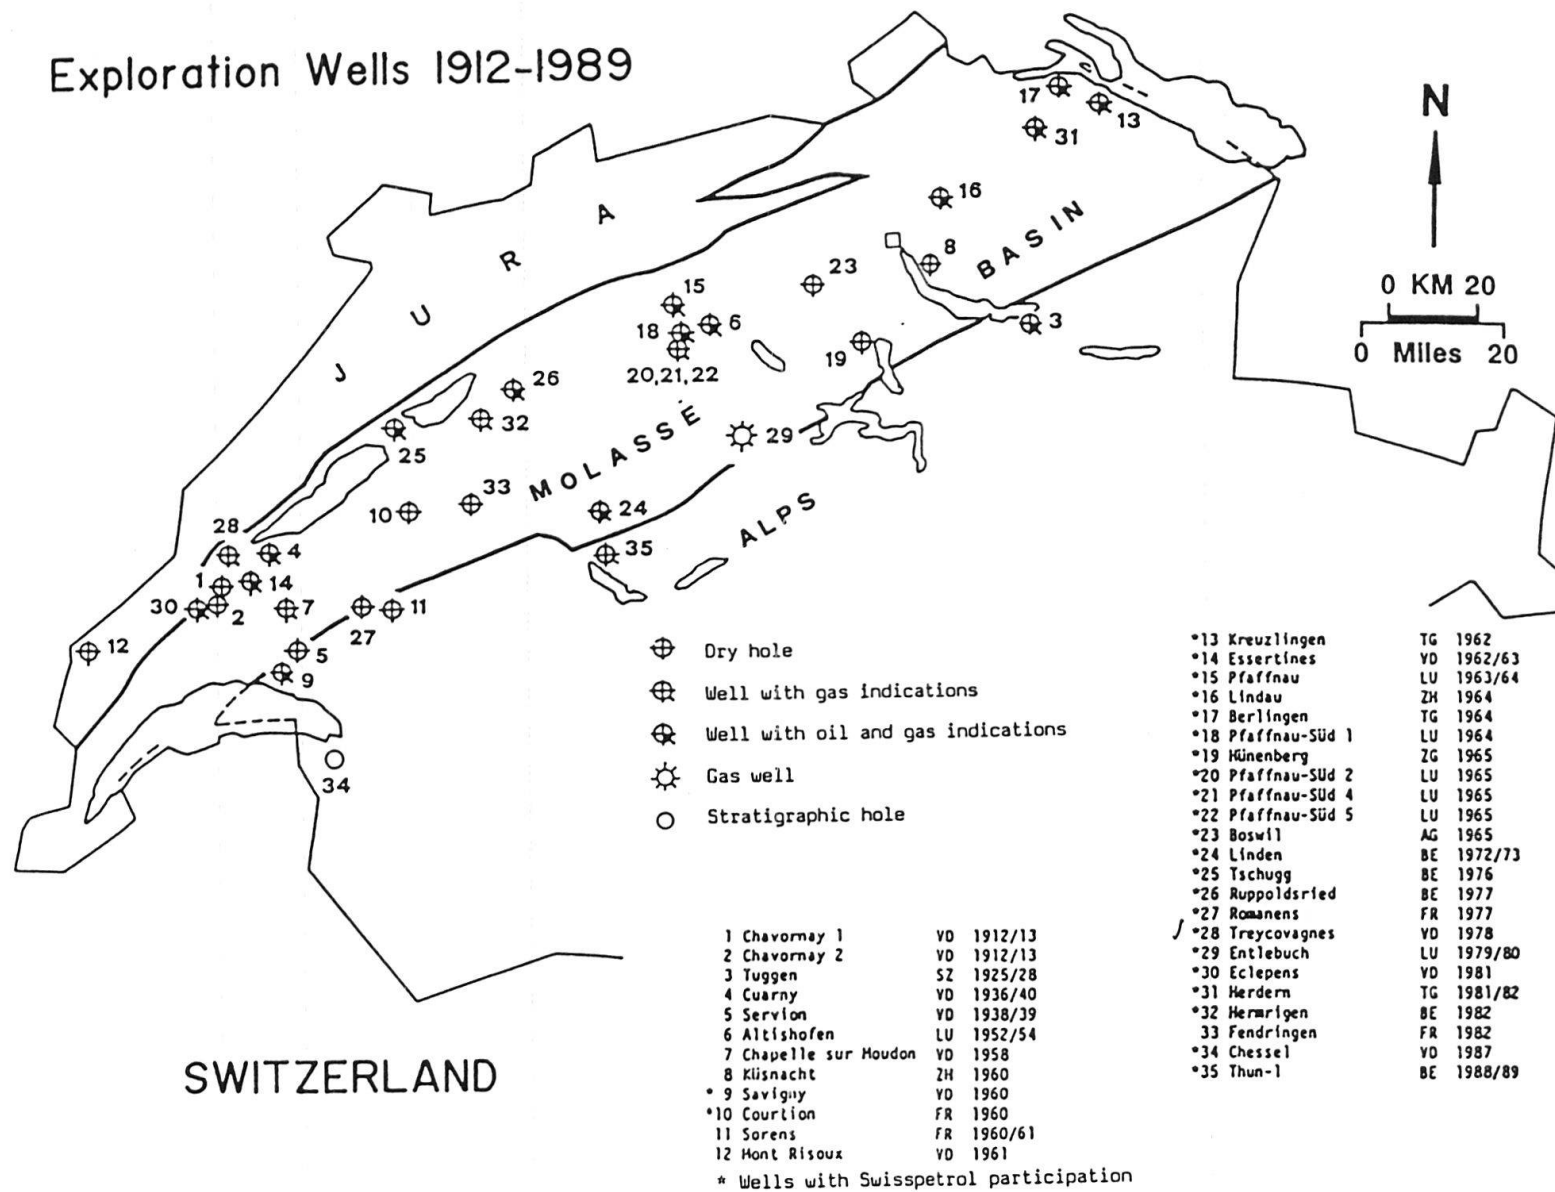 Exploration Wells 1912-1989
N
0 KM 20
0 Miles 20
JURA
MOLASSE BASIN
ALPS
17
13
31
16
8
23
15
3
18
6
19
20,21,22
26
32
25
29
33
10
24
28
4
35
1
14
30
2
7
27
11
12
5
9
34
Dry hole
Well with gas indications
Well with oil and gas indications
Gas well
Stratigraphic hole
SWITZERLAND
1 Chavornay 1 VD 1912/13
2 Chavornay 2 VD 1912/13
3 Tuggen SZ 1925/28
4 Cuarny VD 1936/40
5 Servion VD 1938/39
6 Altishofen LU 1952/54
7 Chapelle sur Moudon VD 1958
8 Küsnacht ZH 1960
* 9 Savigny VD 1960
*10 Courtion FR 1960
11 Sorens FR 1960/61
12 Mont Risoux VD 1961
* Wells with Swisspetrol participation
*13 Kreuzlingen TG 1962
*14 Essertines VD 1962/63
*15 Pfaffnau LU 1963/64
*16 Lindau ZH 1964
*17 Berlingen TG 1964
*18 Pfaffnau-Süd 1 LU 1964
*19 Hünenberg ZG 1965
*20 Pfaffnau-Süd 2 LU 1965
*21 Pfaffnau-Süd 4 LU 1965
*22 Pfaffnau-Süd 5 LU 1965
*23 Boswil AG 1965
*24 Linden BE 1972/73
*25 Tschugg BE 1976
*26 Ruppoldsried BE 1977
*27 Romanens FR 1977
*28 Treycovagnes VD 1978
*29 Entlebuch LU 1979/80
*30 Eclepens VD 1981
*31 Herdern TG 1981/82
*32 Hermrigen BE 1982
33 Fendringen FR 1982
*34 Chessel VD 1987
*35 Thun-1 BE 1988/89